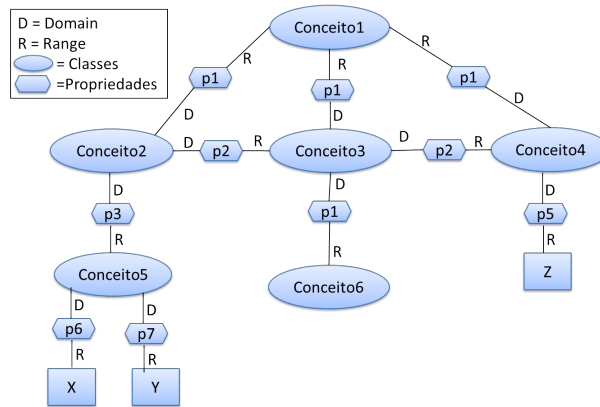 D = Domain
R = Range
= Classes
=Propriedades
Conceito1
R
R
R
p1
p1
p1
D
D
D
Conceito2
D
p2
R
Conceito3
D
p2
R
Conceito4
D
D
D
p3
p1
p5
R
R
R
Conceito5
Conceito6
Z
D
D
p6
p7
R
R
X
Y